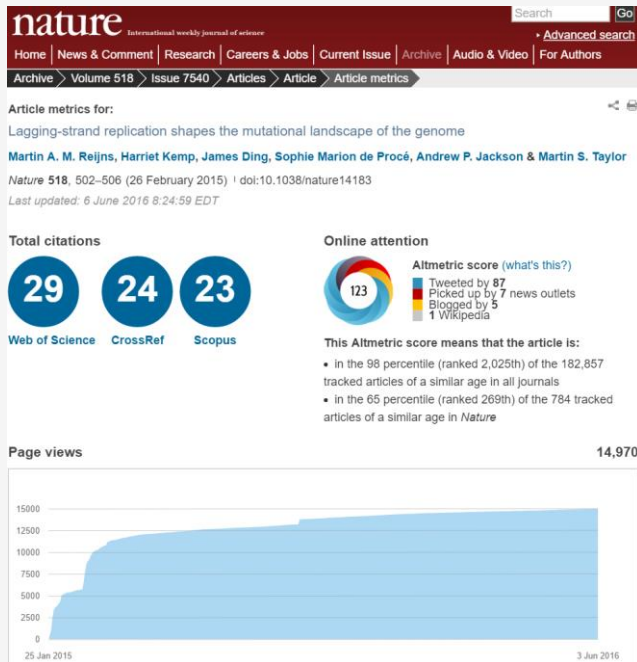 nature International weekly journal of science
Search Go
Advanced search
Home News & Comment Research Careers & Jobs Current Issue Archive Audio & Video For Authors
Archive Volume 518 Issue 7540 Articles Article Article metrics
Article metrics for:
Lagging-strand replication shapes the mutational landscape of the genome
Martin A. M. Reijns, Harriet Kemp, James Ding, Sophie Marion de Procé, Andrew P. Jackson & Martin S. Taylor
Nature 518, 502–506 (26 February 2015) doi:10.1038/nature14183
Last updated: 6 June 2016 8:24:59 EDT
Total citations
29 24 23
Web of Science CrossRef Scopus
Online attention
123
Altmetric score (what's this?)
Tweeted by 87
Picked up by 7 news outlets
Blogged by 5
1 Wikipedia
This Altmetric score means that the article is:
• in the 98 percentile (ranked 2,025th) of the 182,857
tracked articles of a similar age in all journals
• in the 65 percentile (ranked 269th) of the 784 tracked
articles of a similar age in Nature
Page views 14,970
15000
12500
10000
7500
5000
2500
0
25 Jan 2015 3 Jun 2016